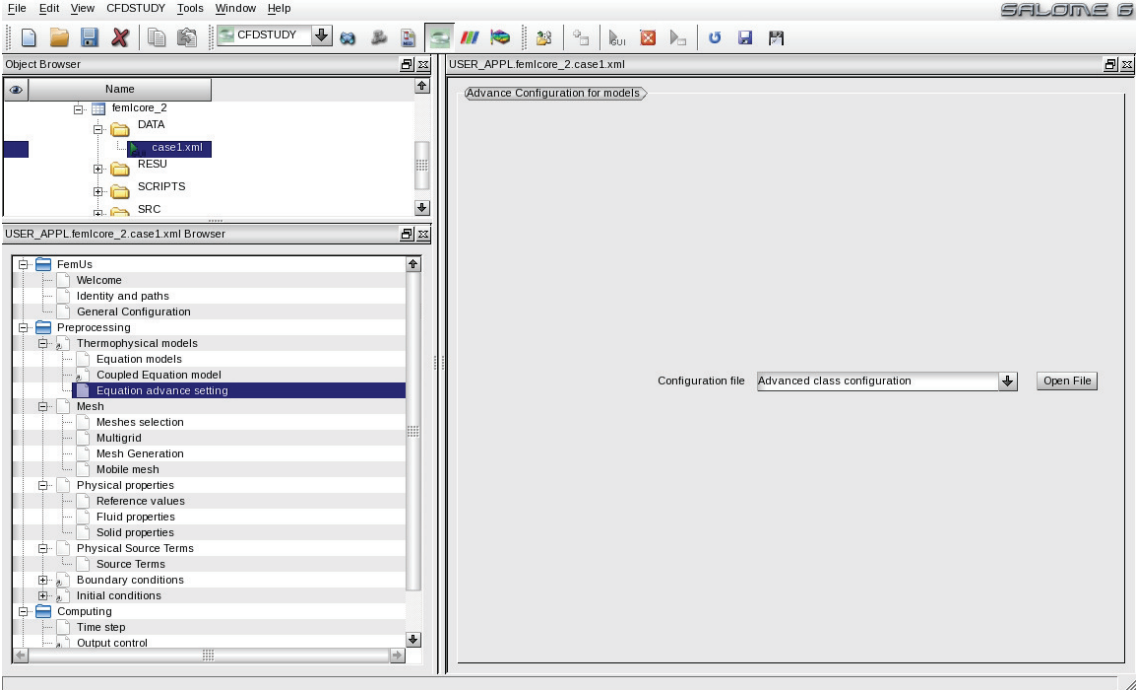 File Edit View CFDSTUDY Tools Window Help
SALOME 6
CFDSTUDY
GUI
Object Browser
Name
femlcore_2
DATA
case1.xml
RESU
SCRIPTS
SRC
USER_APPL.femlcore_2.case1.xml Browser
FemUs
Welcome
Identity and paths
General Configuration
Preprocessing
Thermophysical models
Equation models
Coupled Equation model
Equation advance setting
Mesh
Meshes selection
Multigrid
Mesh Generation
Mobile mesh
Physical properties
Reference values
Fluid properties
Solid properties
Physical Source Terms
Source Terms
Boundary conditions
Initial conditions
Computing
Time step
Output control
USER_APPL.femlcore_2.case1.xml
Advance Configuration for models
Configuration file Advanced class configuration Open File